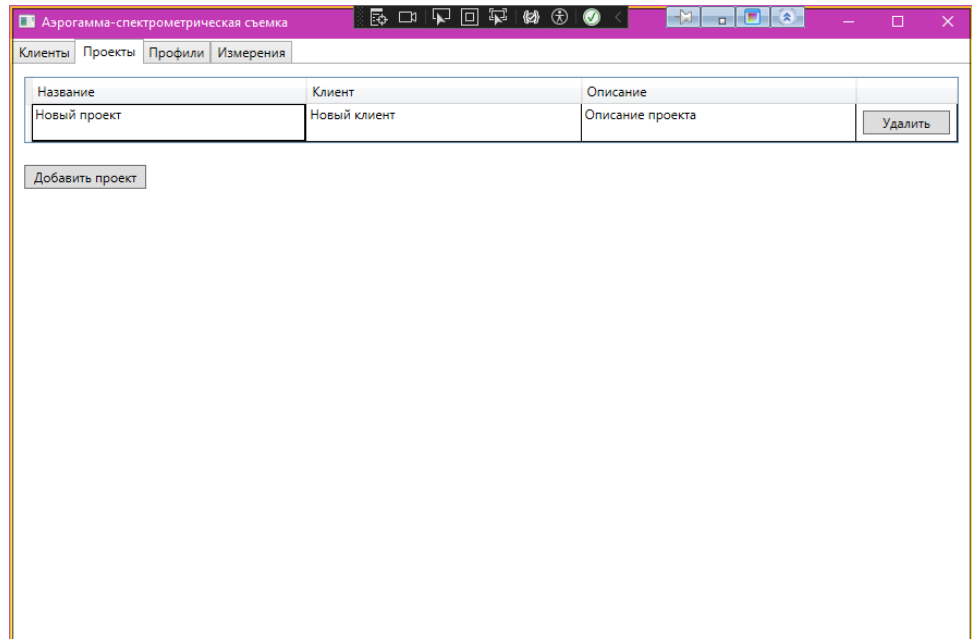 Аэрогамма-спектрометрическая съемка
Клиенты Проекты Профили Измерения
Название Клиент Описание
Новый проект Новый клиент Описание проекта Удалить
Добавить проект